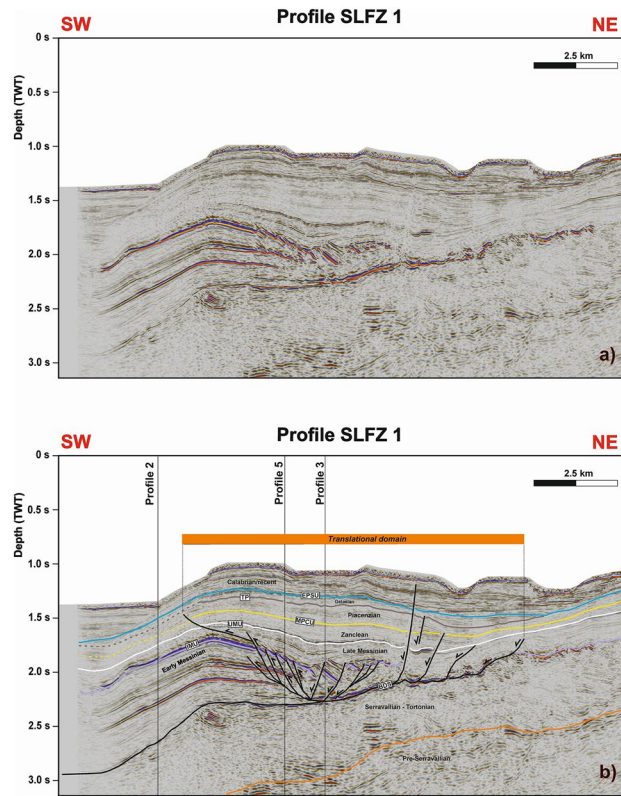 Profile SLFZ 1
SW
NE
0 s
2.5 km
0.5 s
Depth (TWT)
1.0 s
1.5 s
2.0 s
2.5 s
3.0 s
a)
Profile SLFZ 1
SW
NE
0 s
Profile 2
Profile 5
Profile 3
2.5 km
0.5 s
Depth (TWT)
Translational domain
1.0 s
Calabrian/recent
TP
EPSU
Gelasian
1.5 s
Piacenzian
UMU
MPCU
Zanclean
IMU
Late Messinian
Early Messinian
2.0 s
BDS
Serravallian - Tortonian
2.5 s
Pre-Serravallian
3.0 s
b)